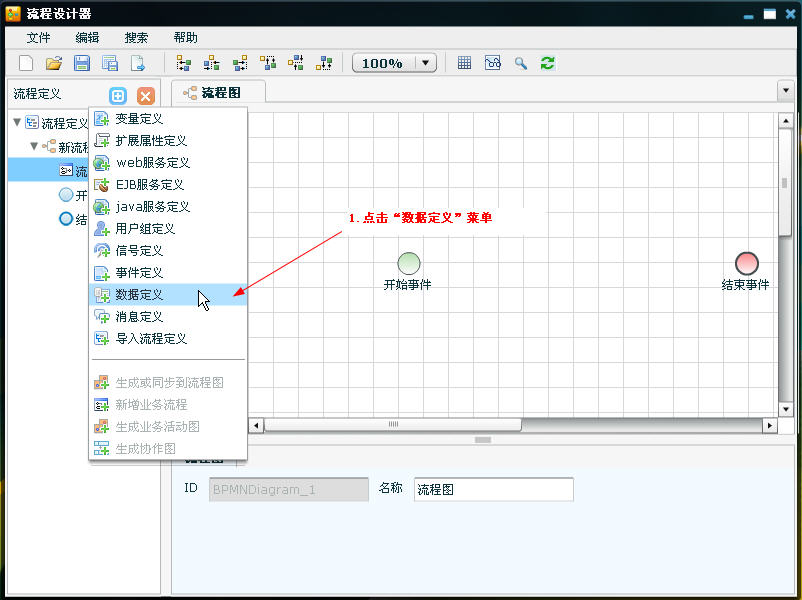 流程设计器
文件 编辑 搜索 帮助
100%
流程定义
流程图
流程定义
新流程
流
开
结
变量定义
扩展属性定义
web服务定义
EJB服务定义
java服务定义
用户组定义
信号定义
事件定义
数据定义
消息定义
导入流程定义
生成或同步到流程图
新增业务流程
生成业务活动图
生成协作图
1. 点击“数据定义”菜单
开始事件
结束事件
流程图
ID BPMNDiagram_1 名称 流程图